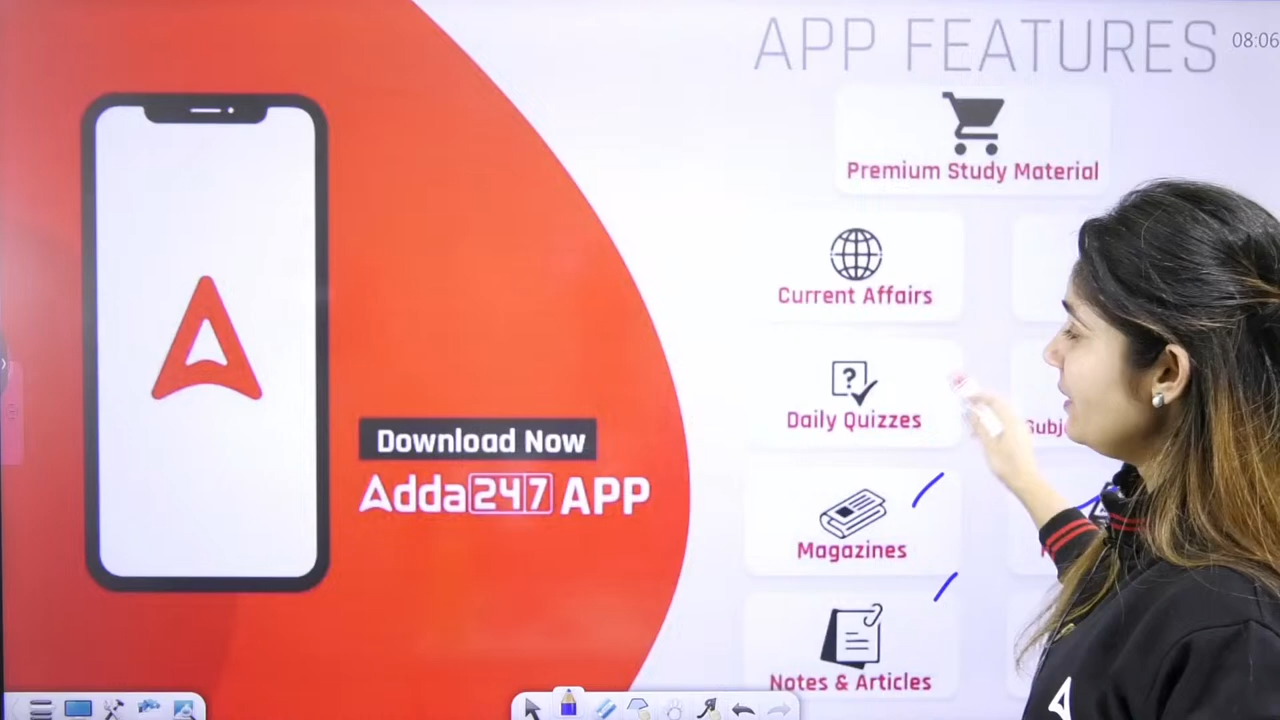 APP FEATURES
08:06
Premium Study Material
Current Affairs
Daily Quizzes
Download Now
Adda247 APP
Magazines
Notes & Articles